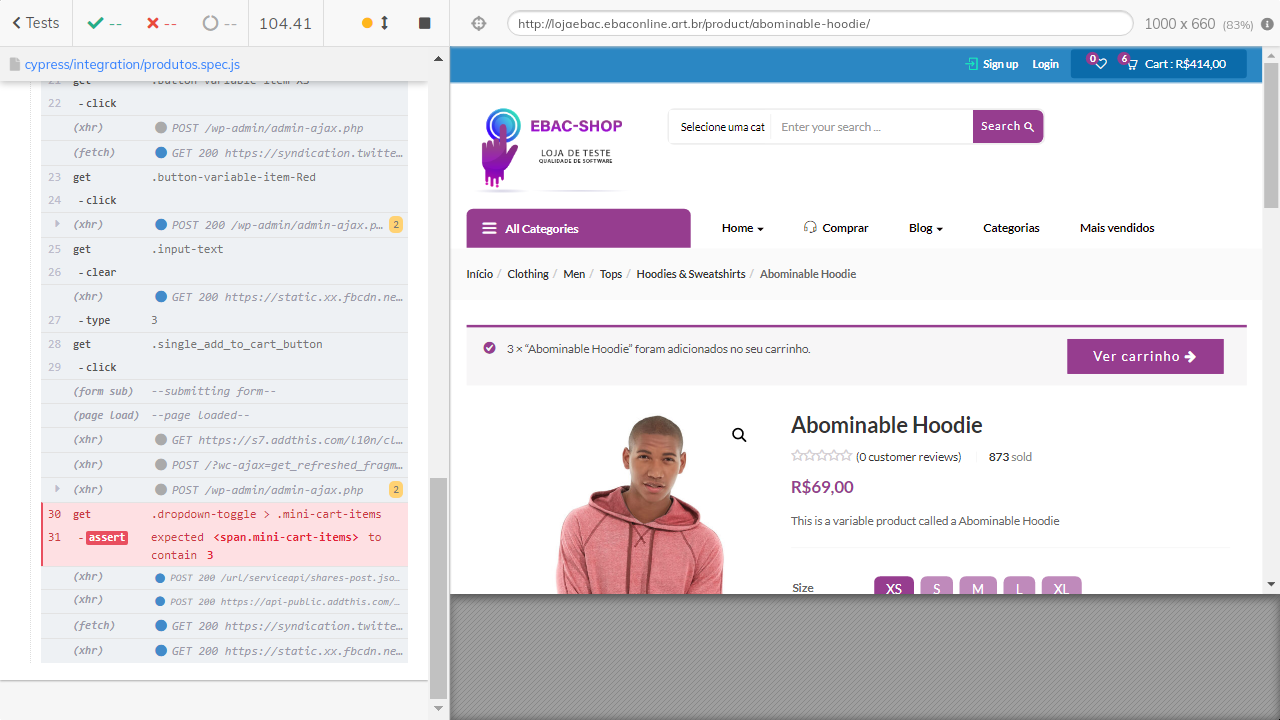 Tests
--
--
--
104.41
http://lojaebac.ebaconline.art.br/product/abominable-hoodie/
1000 x 660 (83%)
cypress/integration/produtos.spec.js
21 get .button-variable-item-XS
22 -click
(xhr) POST /wp-admin/admin-ajax.php
(fetch) GET 200 https://syndication.twitte…
23 get .button-variable-item-Red
24 -click
(xhr) POST 200 /wp-admin/admin-ajax.p… 2
25 get .input-text
26 -clear
(xhr) GET 200 https://static.xx.fbcdn.ne…
27 -type 3
28 get .single_add_to_cart_button
29 -click
(form sub) --submitting form--
(page load) --page loaded--
(xhr) GET https://s7.addthis.com/l10n/cl…
(xhr) POST /?wc-ajax=get_refreshed_fragm…
(xhr) POST /wp-admin/admin-ajax.php 2
30 get .dropdown-toggle > .mini-cart-items
31 -assert expected <span.mini-cart-items> to
contain 3
(xhr) POST 200 /url/serviceapi/shares-post.jso…
(xhr) POST 200 https://api-public.addthis.com/…
(fetch) GET 200 https://syndication.twitte…
(xhr) GET 200 https://static.xx.fbcdn.ne…
Sign up Login 0 6 Cart : R$414,00
EBAC-SHOP
LOJA DE TESTE
QUALIDADE DE SOFTWARE
Selecione uma cat Enter your search ... Search
All Categories Home Comprar Blog Categorias Mais vendidos
Início / Clothing / Men / Tops / Hoodies & Sweatshirts / Abominable Hoodie
3 × “Abominable Hoodie” foram adicionados no seu carrinho. Ver carrinho
Abominable Hoodie
(0 customer reviews) 873 sold
R$69,00
This is a variable product called a Abominable Hoodie
Size XS S M L XL